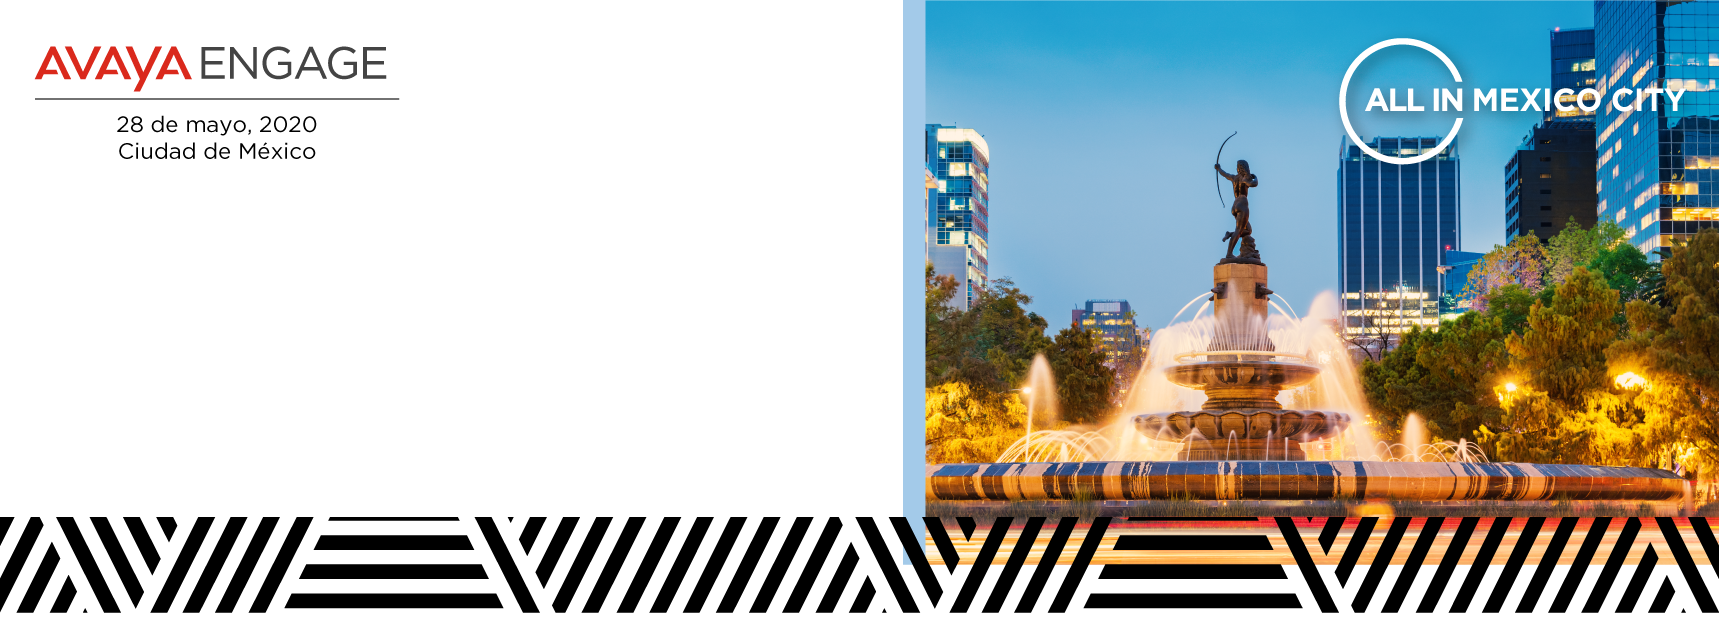 AVAYA ENGAGE
28 de mayo, 2020
Ciudad de México
ALL IN MEXICO CITY